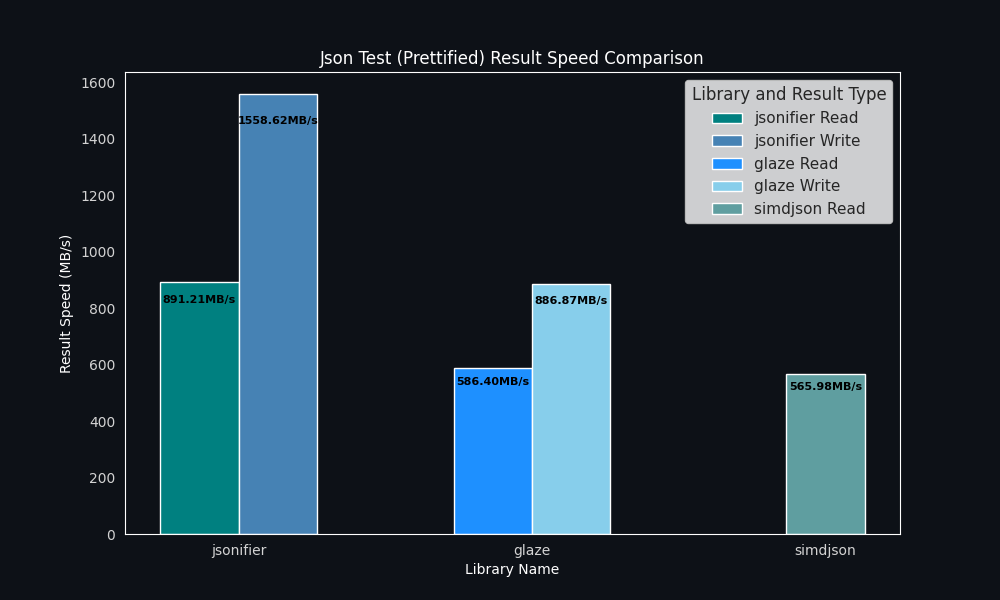 Json Test (Prettified) Result Speed Comparison
Result Speed (MB/s)
1600
1400
1200
1000
800
600
400
200
0
891.21MB/s
1558.62MB/s
586.40MB/s
886.87MB/s
565.98MB/s
Library and Result Type
jsonifier Read
jsonifier Write
glaze Read
glaze Write
simdjson Read
jsonifier
glaze
simdjson
Library Name